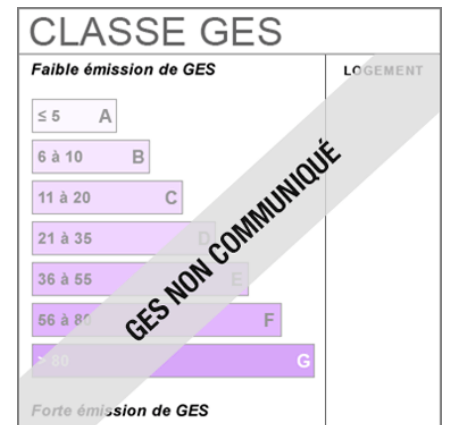 CLASSE GES
Faible émission de GES
LOGEMENT
≤ 5 A
6 à 10 B
11 à 20 C
21 à 35 D
36 à 55 E
56 à 80 F
> 80 G
GES NON COMMUNIQUÉ
Forte émission de GES